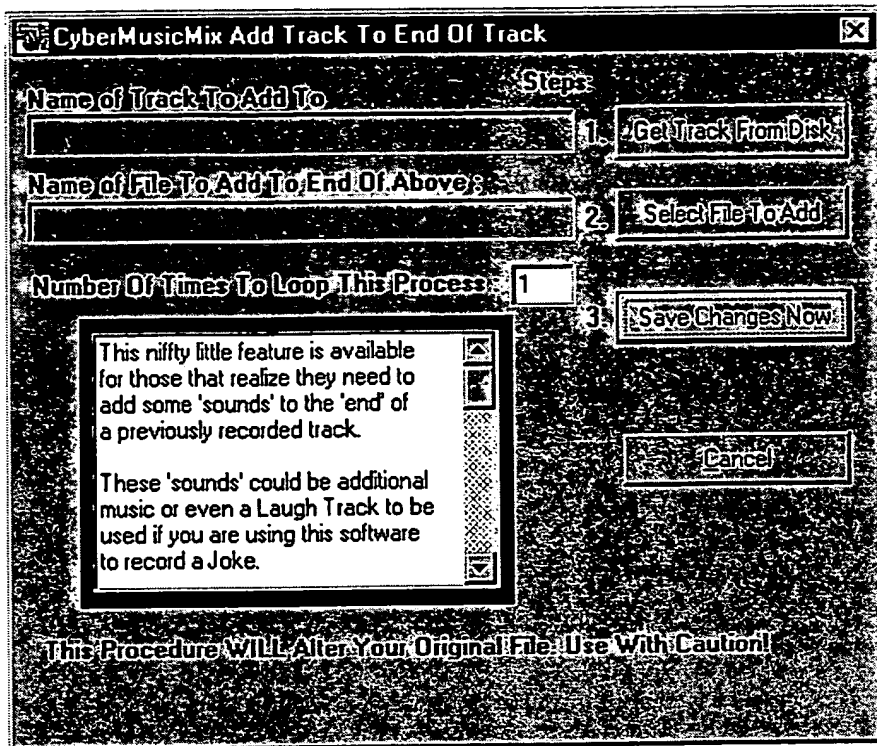 CyberMusicMix Add Track To End Of Track
Steps:
Name of Track To Add To
1. Get Track From Disk
Name of File To Add To End Of Above :
2. Select File To Add
Number Of Times To Loop This Process : 1
3. Save Changes Now
This niffty little feature is available
for those that realize they need to
add some 'sounds' to the 'end' of
a previously recorded track.
These 'sounds' could be additional
music or even a Laugh Track to be
used if you are using this software
to record a Joke.
Cancel
This Procedure WILL Alter Your Original File: Use With Caution!